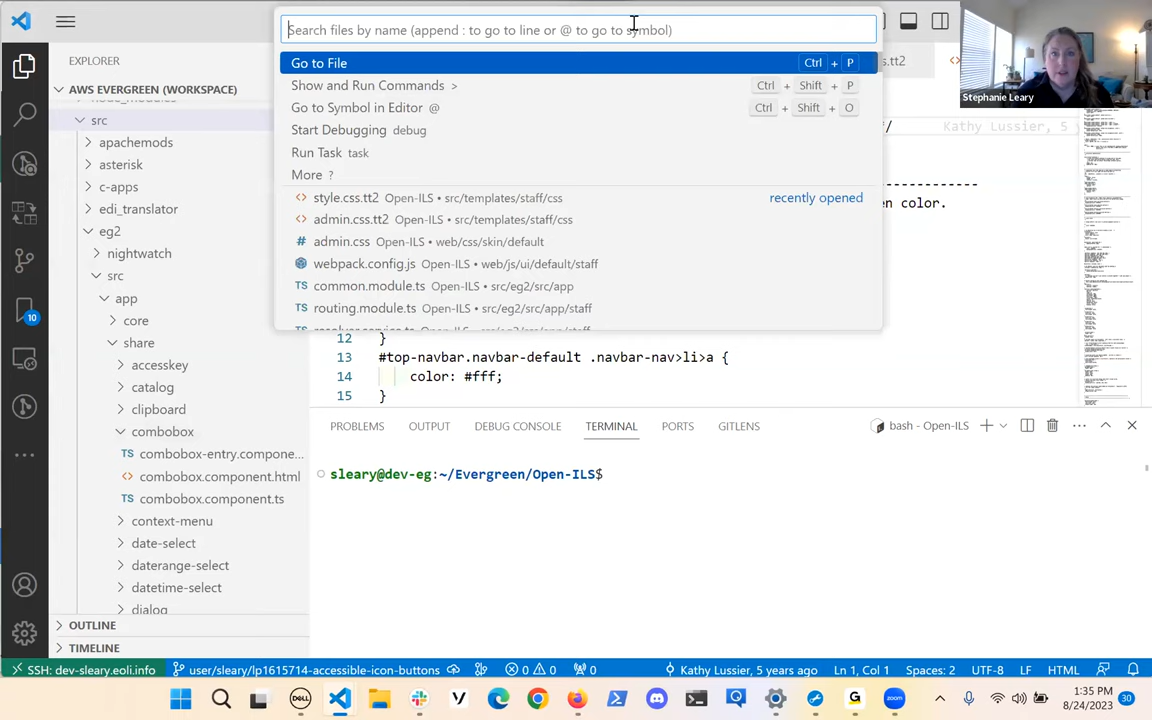 Search files by name (append : to go to line or @ to go to symbol)
Go to File Ctrl + P
Show and Run Commands > Ctrl + Shift + P
Go to Symbol in Editor @ Ctrl + Shift + O
Start Debugging debug
Run Task task
More ?
style.css.tt2 Open-ILS • src/templates/staff/css recently opened
admin.css.tt2 Open-ILS • src/templates/staff/css
admin.css Open-ILS • web/css/skin/default
webpack.config.js Open-ILS • web/js/ui/default/staff
common.module.ts Open-ILS • src/eg2/src/app
routing.module.ts Open-ILS • src/eg2/src/app/staff
Stephanie Leary
s.tt2
*/ Kathy Lussier, 5 y
en color.
EXPLORER
AWS EVERGREEN (WORKSPACE)
src
apachemods
asterisk
c-apps
edi_translator
eg2
nightwatch
src
app
core
share
accesskey
catalog
clipboard
combobox
combobox-entry.compone...
combobox.component.html
combobox.component.ts
context-menu
date-select
daterange-select
datetime-select
dialog
OUTLINE
TIMELINE
10
12 }
13 #top-navbar.navbar-default .navbar-nav>li>a {
14 color: #fff;
15 }
PROBLEMS OUTPUT DEBUG CONSOLE TERMINAL PORTS GITLENS bash - Open-ILS
sleary@dev-eg:~/Evergreen/Open-ILS$
SSH: dev-sleary.eoli.info user/sleary/lp1615714-accessible-icon-buttons 0 0 0 Kathy Lussier, 5 years ago Ln 1, Col 1 Spaces: 2 UTF-8 LF HTML
DELL V G zoom 1:35 PM
8/24/2023 30